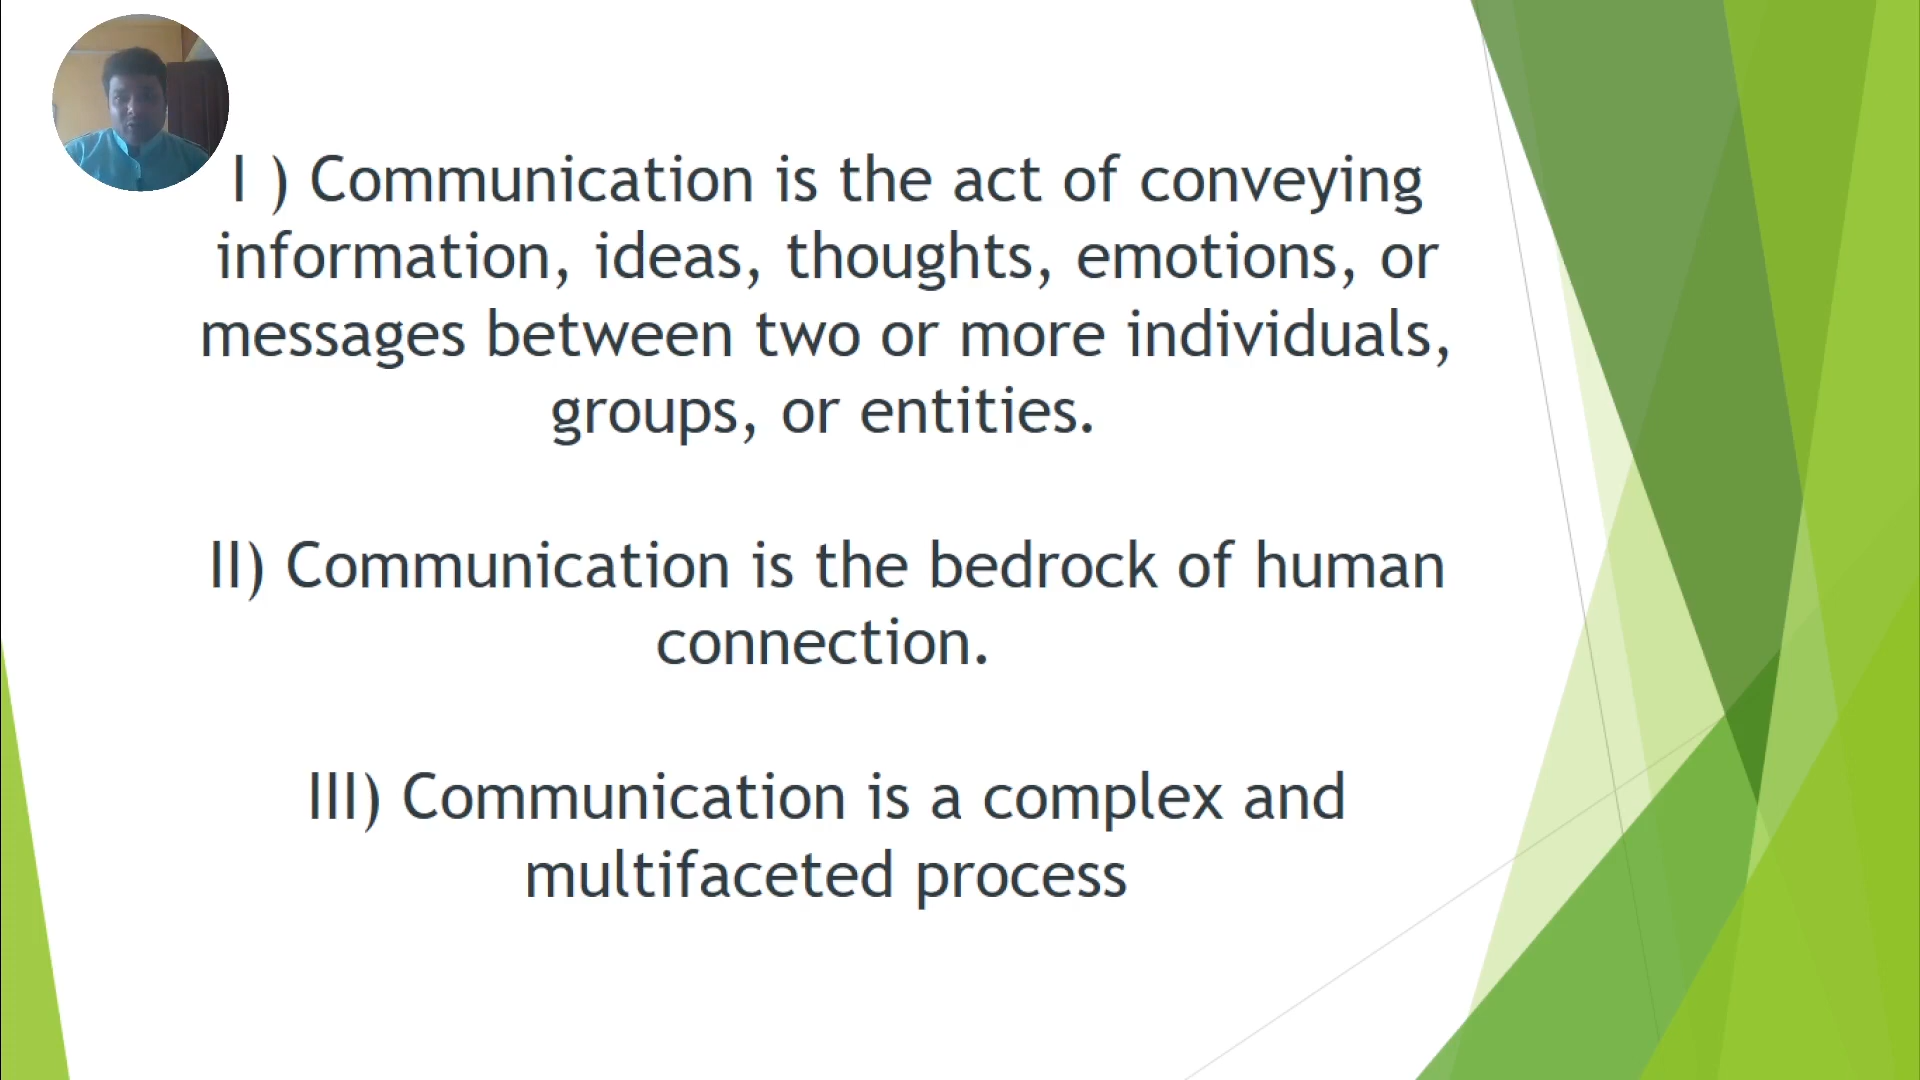 I ) Communication is the act of conveying
information, ideas, thoughts, emotions, or
messages between two or more individuals,
groups, or entities.
II) Communication is the bedrock of human
connection.
III) Communication is a complex and
multifaceted process